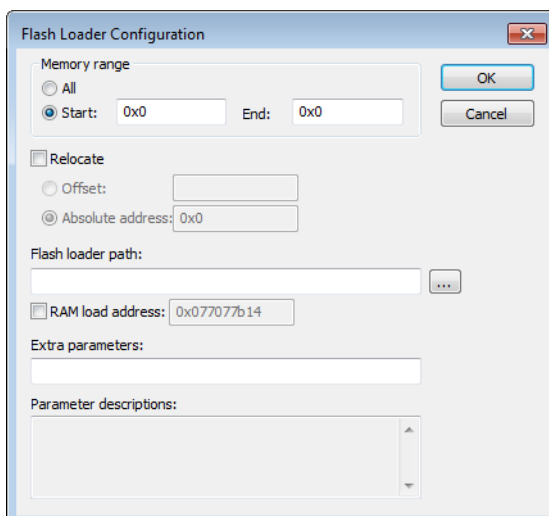 Flash Loader Configuration
Memory range
All
Start: 0x0 End: 0x0
OK
Cancel
Relocate
Offset:
Absolute address: 0x0
Flash loader path:
...
RAM load address: 0x077077b14
Extra parameters:
Parameter descriptions: